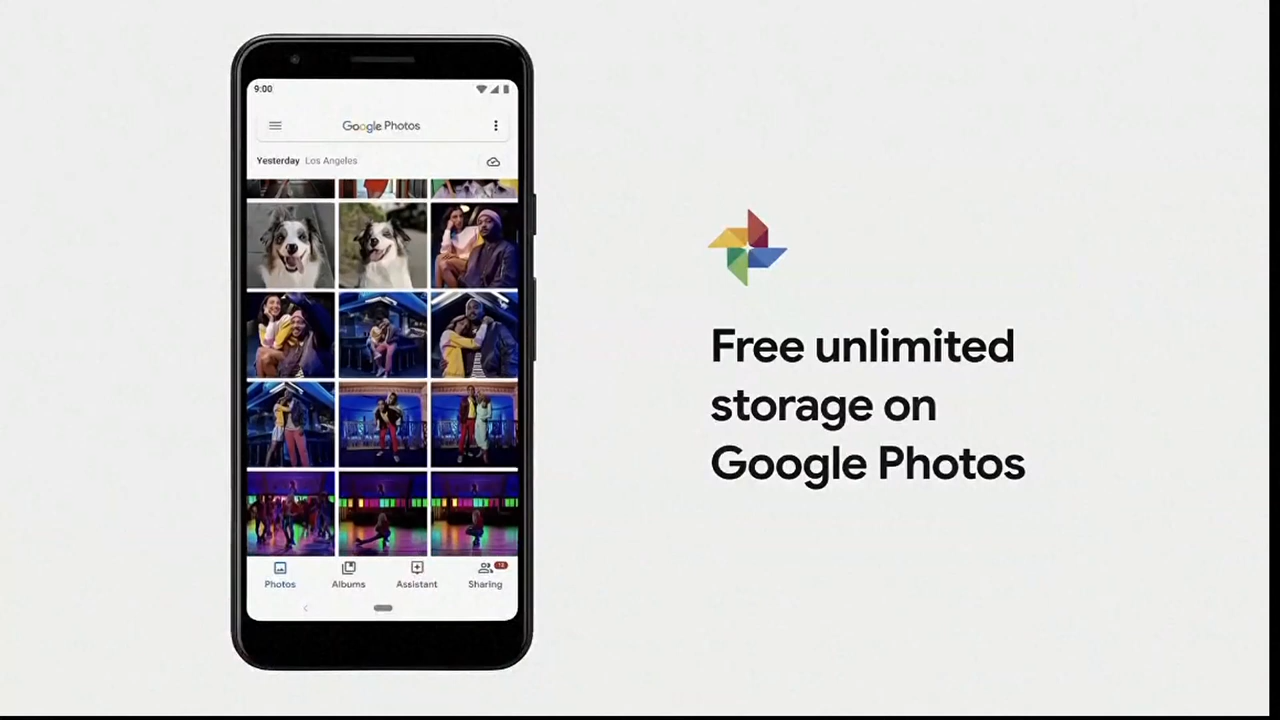 9:00
Google Photos
Yesterday Los Angeles
Photos Albums Assistant Sharing
Free unlimited
storage on
Google Photos